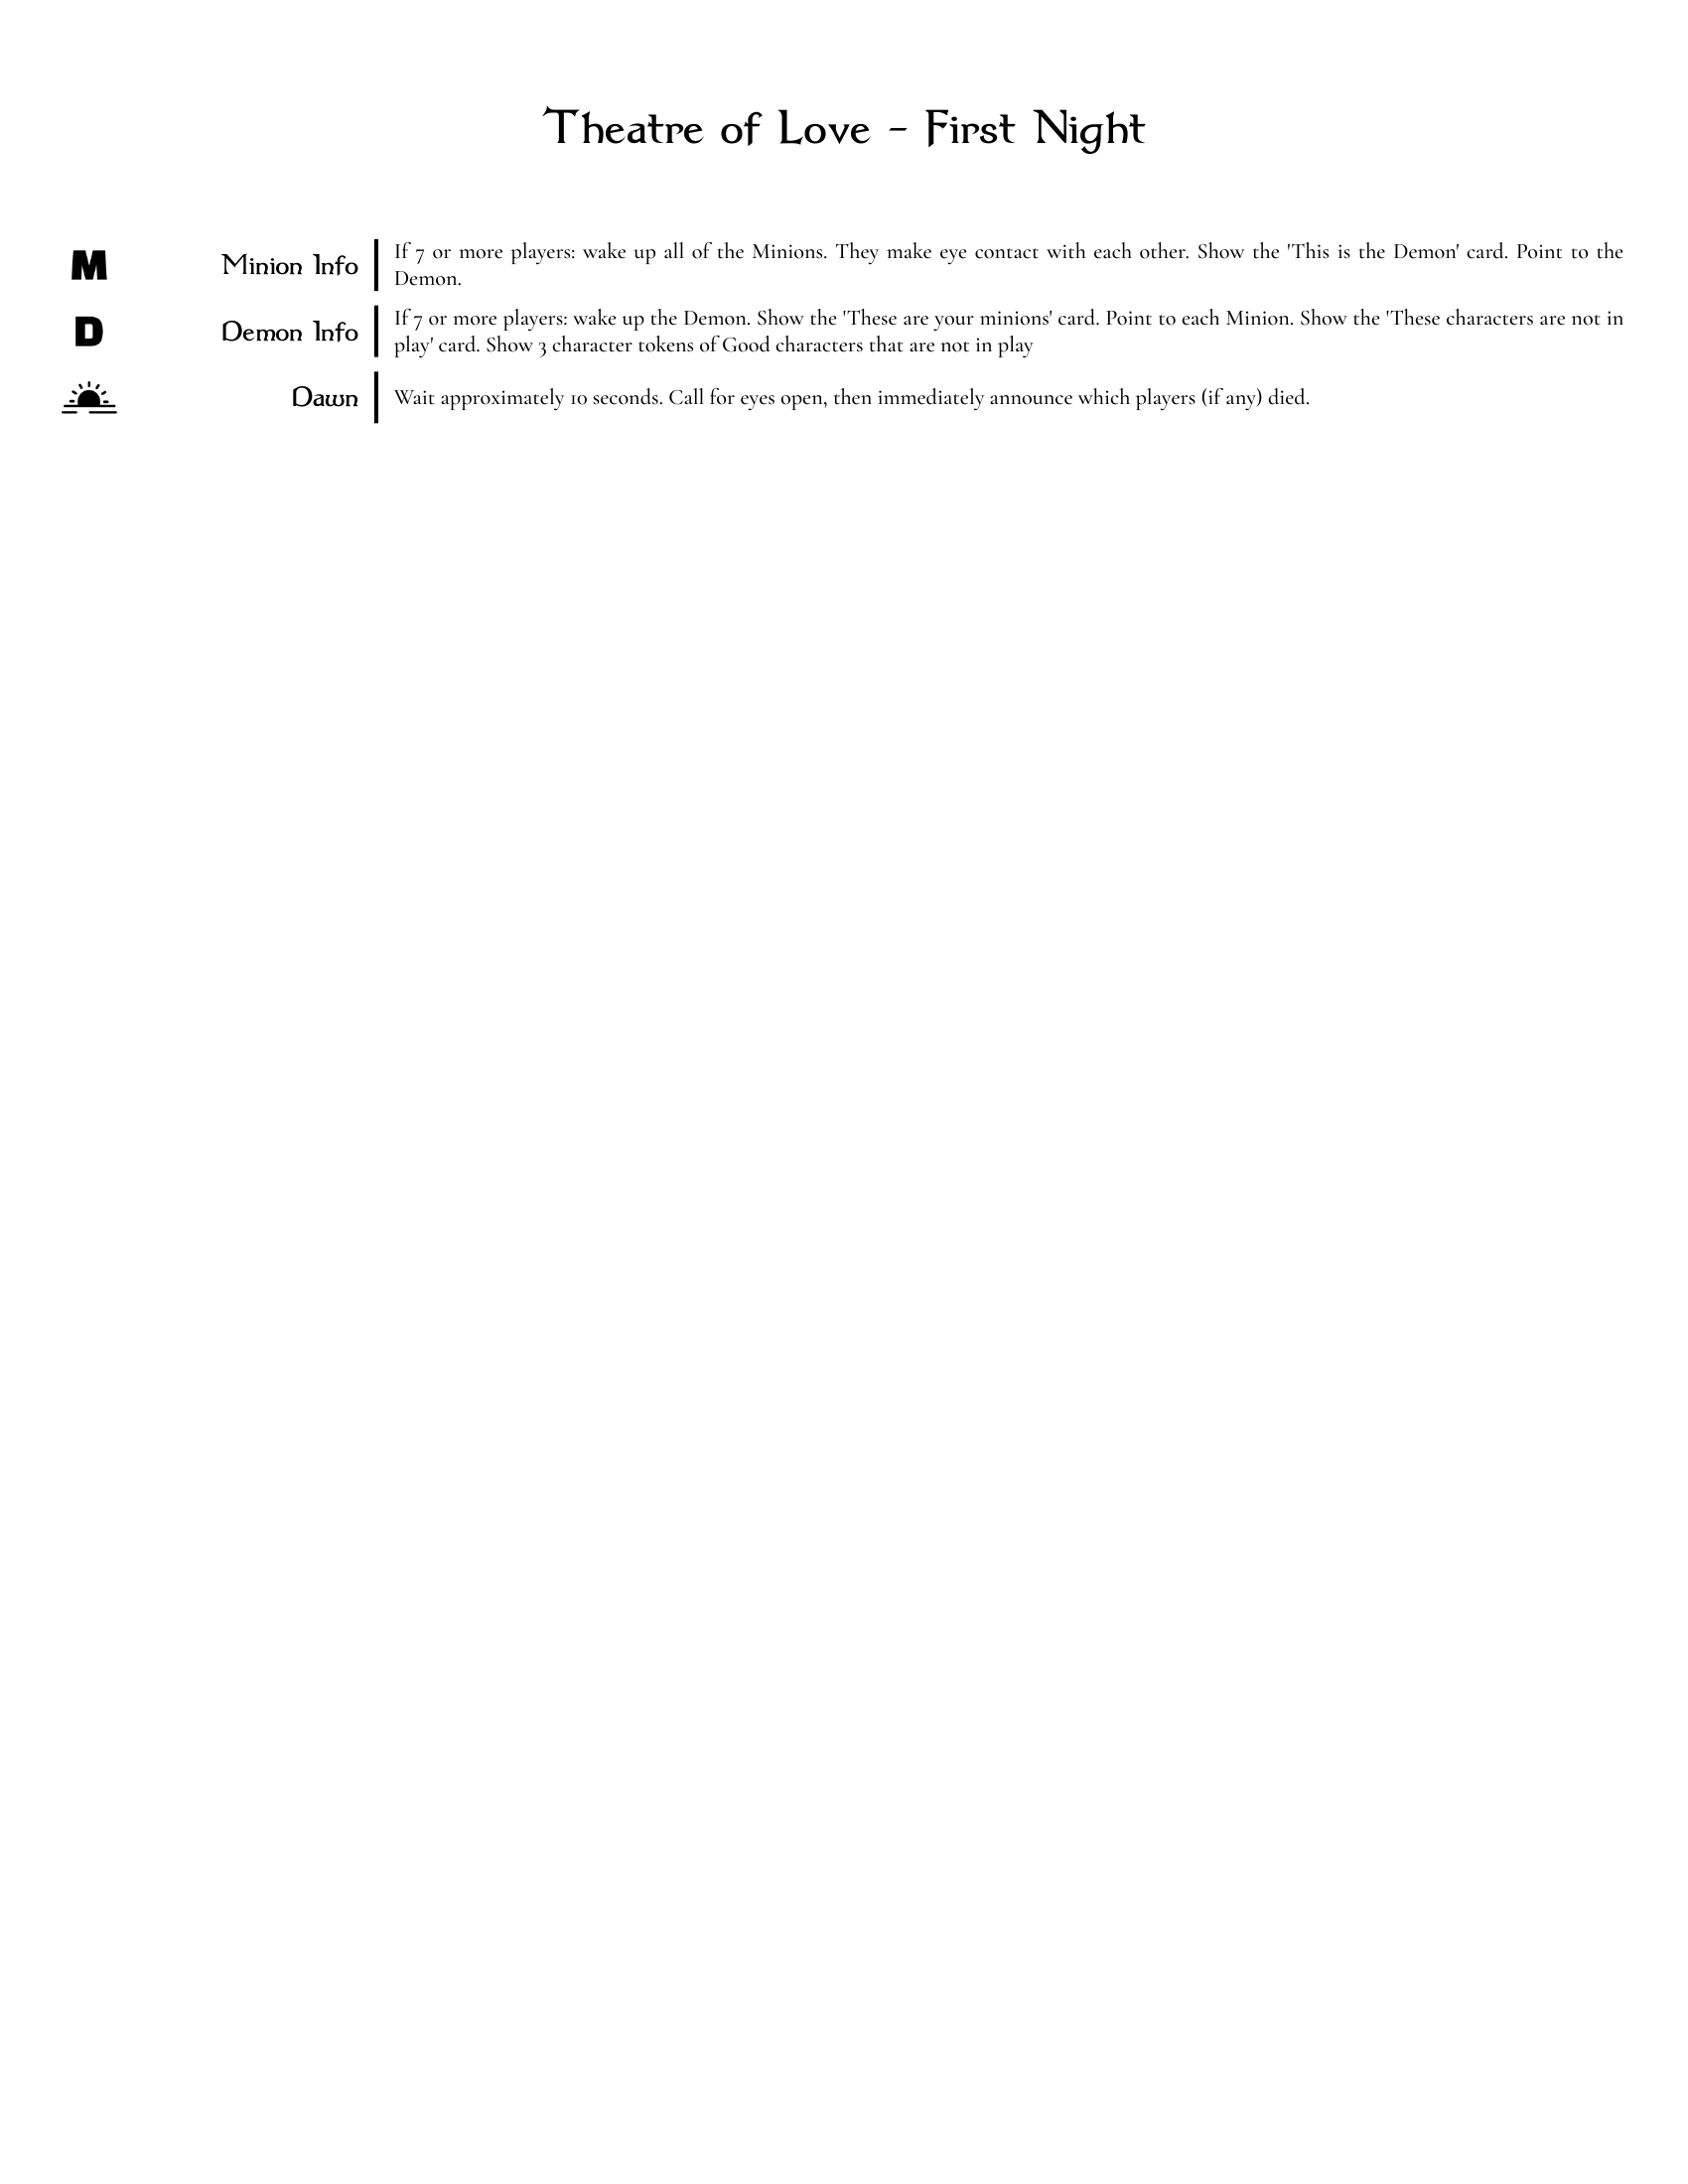 Theatre of Love - First Night
M
Minion Info
If 7 or more players: wake up all of the Minions. They make eye contact with each other. Show the 'This is the Demon' card. Point to the
Demon.
D
Demon Info
If 7 or more players: wake up the Demon. Show the 'These are your minions' card. Point to each Minion. Show the 'These characters are not in
play' card. Show 3 character tokens of Good characters that are not in play
Dawn
Wait approximately 10 seconds. Call for eyes open, then immediately announce which players (if any) died.